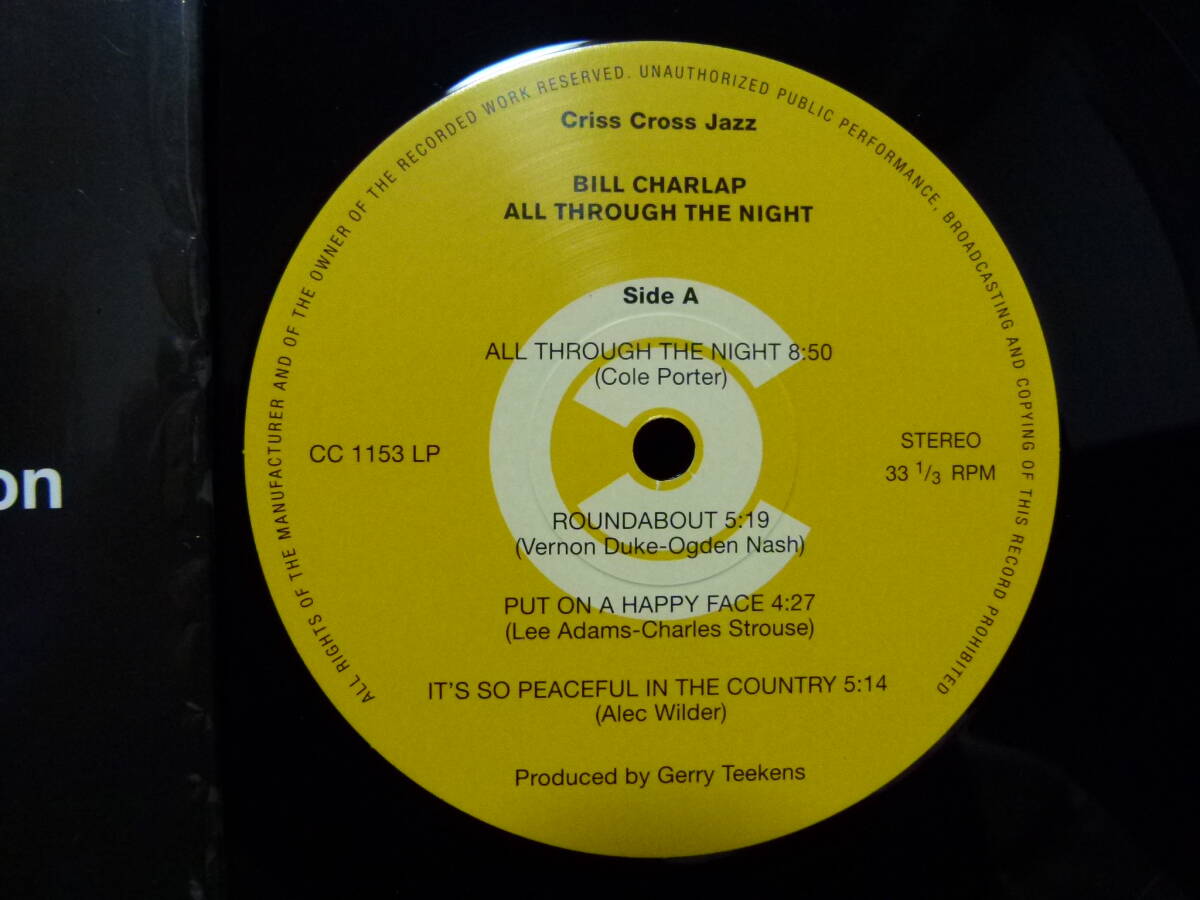 ALL RIGHTS OF THE MANUFACTURER AND OF THE OWNER OF THE RECORDED WORK RESERVED. UNAUTHORIZED PUBLIC PERFORMANCE, BROADCASTING AND COPYING OF THIS RECORD PROHIBITED
Criss Cross Jazz
BILL CHARLAP
ALL THROUGH THE NIGHT
Side A
ALL THROUGH THE NIGHT 8:50
(Cole Porter)
CC 1153 LP
STEREO
33 1/3 RPM
ROUNDABOUT 5:19
(Vernon Duke-Ogden Nash)
PUT ON A HAPPY FACE 4:27
(Lee Adams-Charles Strouse)
IT'S SO PEACEFUL IN THE COUNTRY 5:14
(Alec Wilder)
Produced by Gerry Teekens
on